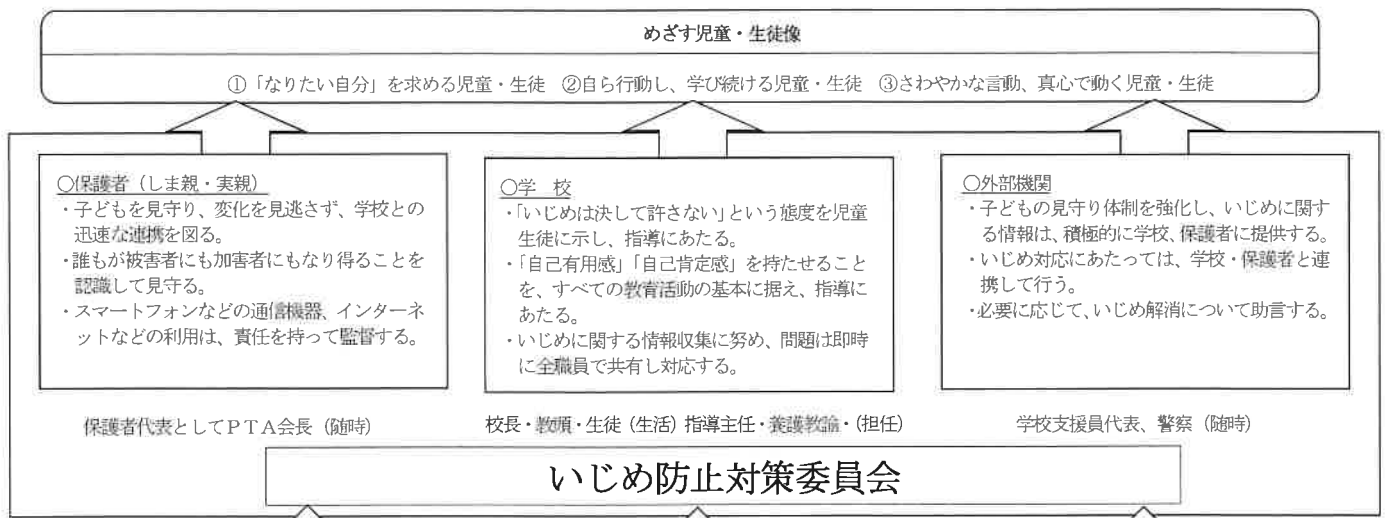 めざす児童・生徒像
①「なりたい自分」を求める児童・生徒　②自ら行動し、学び続ける児童・生徒　③さわやかな言動、真心で動く児童・生徒
○保護者（しま親・実親）
・子どもを見守り、変化を見逃さず、学校との
迅速な連携を図る。
・誰もが被害者にも加害者にもなり得ることを
認識して見守る。
・スマートフォンなどの通信機器、インターネ
ットなどの利用は、責任を持って監督する。
保護者代表としてＰＴＡ会長（随時）
○学　校
・「いじめは決して許さない」という態度を児童
生徒に示し、指導にあたる。
・「自己有用感」「自己肯定感」を持たせること
を、すべての教育活動の基本に据え、指導に
あたる。
・いじめに関する情報収集に努め、問題は即時
に全職員で共有し対応する。
校長・教頭・生徒（生活）指導主任・養護教諭・（担任）
○外部機関
・子どもの見守り体制を強化し、いじめに関す
る情報は、積極的に学校、保護者に提供する。
・いじめ対応にあたっては、学校・保護者と連
携して行う。
・必要に応じて、いじめ解消について助言する。
学校支援員代表、警察（随時）
いじめ防止対策委員会